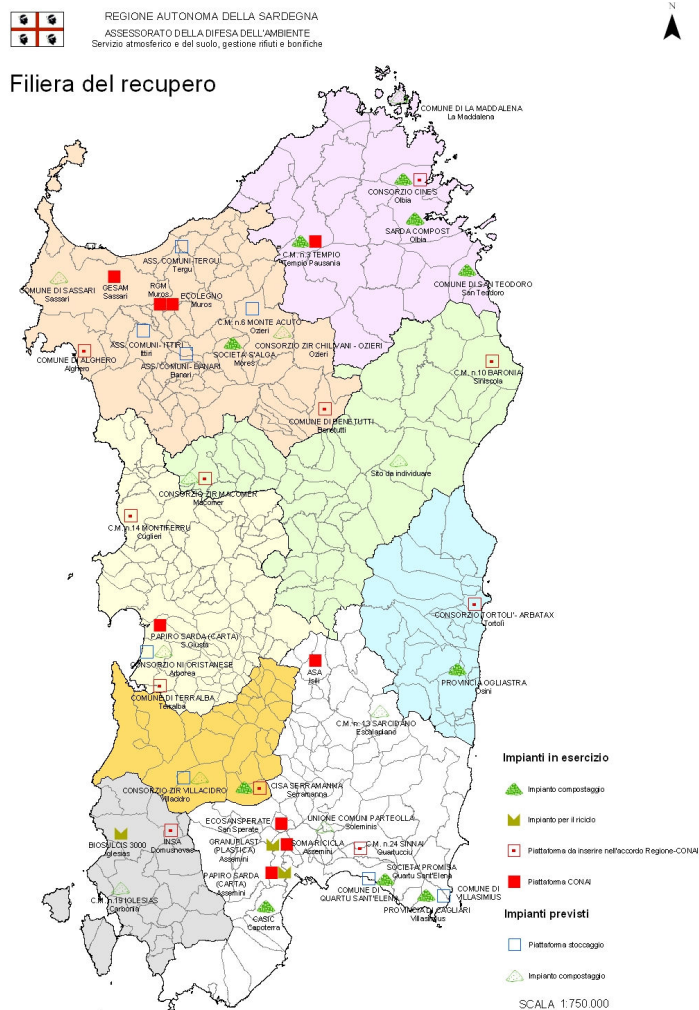 REGIONE AUTONOMA DELLA SARDEGNA
ASSESSORATO DELLA DIFESA DELL'AMBIENTE
Servizio atmosferico e del suolo, gestione rifiuti e bonifiche
N
Filiera del recupero
COMUNE DI LA MADDALENA
La Maddalena
CONSORZIO CINES
Olbia
SARDA COMPOST
Olbia
C.M. n.3 TEMPIO
Tempio Pausania
ASS. COMUNI-TERGU
Tergu
COMUNE DI SAN TEODORO
San Teodoro
COMUNE DI SASSARI
Sassari
GESAM
Sassari
RGM
Muros
ECOLEGNO
Muros
C.M. n.6 MONTE ACUTO
Ozieri
ASS. COMUNI- ITTIRI
Ittiri
CONSORZIO ZIR CHILIVANI - OZIERI
Ozieri
SOCIETA' S'ALGA
Mores
COMUNE DI ALGHERO
Alghero
ASS. COMUNI- BANARI
Banari
C.M. n.10 BARONIA
Siniscola
COMUNE DI BENETUTTI
Benetutti
Sito da individuare
CONSORZIO ZIR MACOMER
Macomer
C.M. n.14 MONTIFERRU
Cuglieri
CONSORZIO TORTOLI'- ARBATAX
Tortolì
PAPIRO SARDA (CARTA)
S.Giusta
CONSORZIO NI ORISTANESE
Arborea
ASA
Isili
PROVINCIA OGLIASTRA
Osini
COMUNE DI TERRALBA
Terralba
C.M. n.13 SARCIDANO
Escalaplano
CONSORZIO ZIR VILLACIDRO
Villacidro
CISA SERRAMANNA
Serramanna
ECOSANSPERATE
San Sperate
UNIONE COMUNI PARTEOLLA
Soleminis
BIOSULCIS 3000
Iglesias
INSA
Domusnovas
GRANULBLAST
(PLASTICA)
Assemini
SOMARICICLA
Assemini
C.M. n.24 SINNAI
Quartucciu
PAPIRO SARDA
(CARTA)
Assemini
SOCIETA' PROMISA
Quartu Sant'Elena
C.M. n.19 IGLESIAS
Carbonia
COMUNE DI
QUARTU SANT'ELENA
PROVINCIA DI CAGLIARI
Villasimius
COMUNE DI
VILLASIMIUS
CASIC
Capoterra
Impianti in esercizio
Impianto compostaggio
Impianto per il riciclo
Piattaforma da inserire nell'accordo Regione-CONAI
Piattaforma CONAI
Impianti previsti
Piattaforma stoccaggio
Impianto compostaggio
SCALA 1:750.000